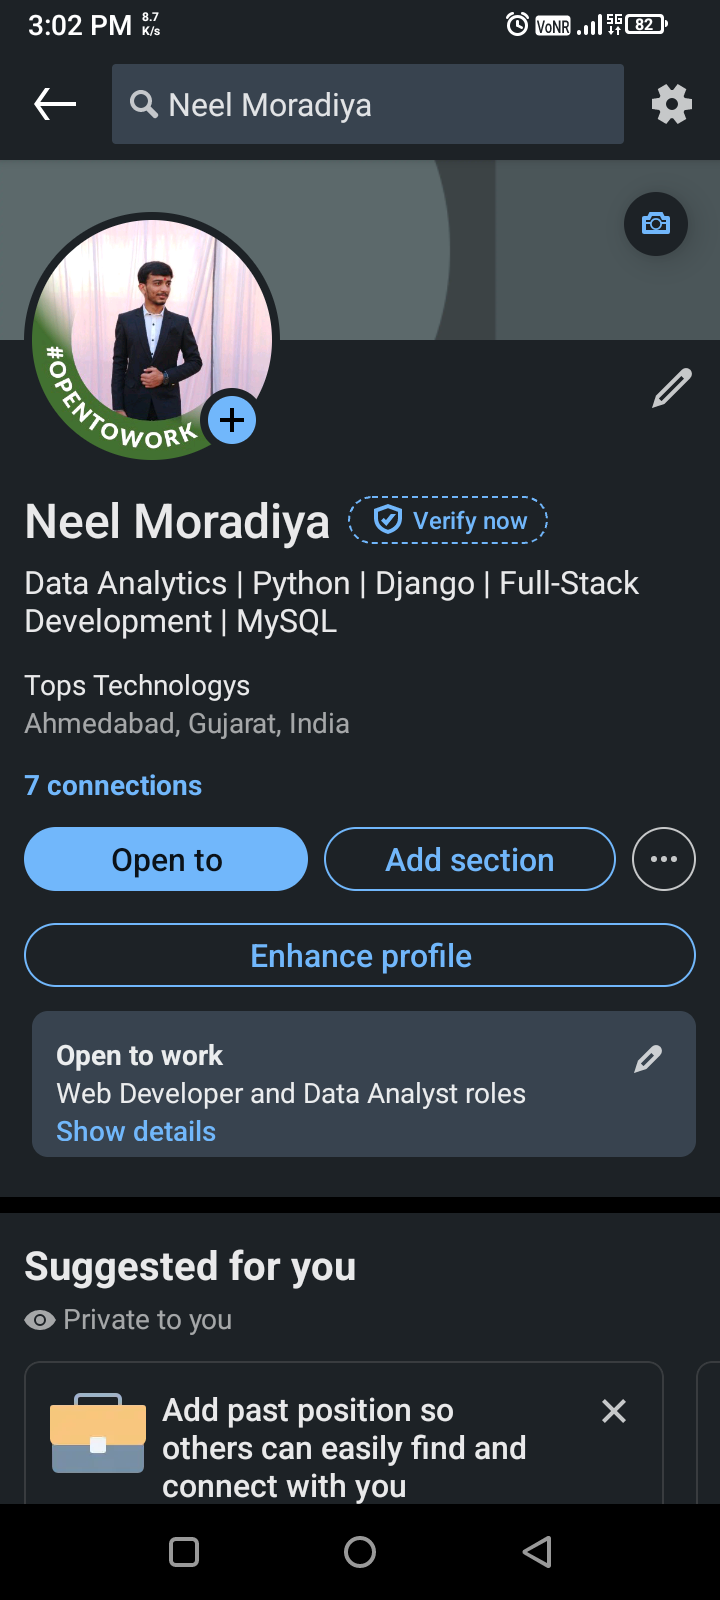 3:02 PM 8.7 K/s VoNR 5G 82
Neel Moradiya
#OPENTOWORK
Neel Moradiya Verify now
Data Analytics | Python | Django | Full-Stack
Development | MySQL
Tops Technologys
Ahmedabad, Gujarat, India
7 connections
Open to Add section
Enhance profile
Open to work
Web Developer and Data Analyst roles
Show details
Suggested for you
Private to you
Add past position so
others can easily find and
connect with you